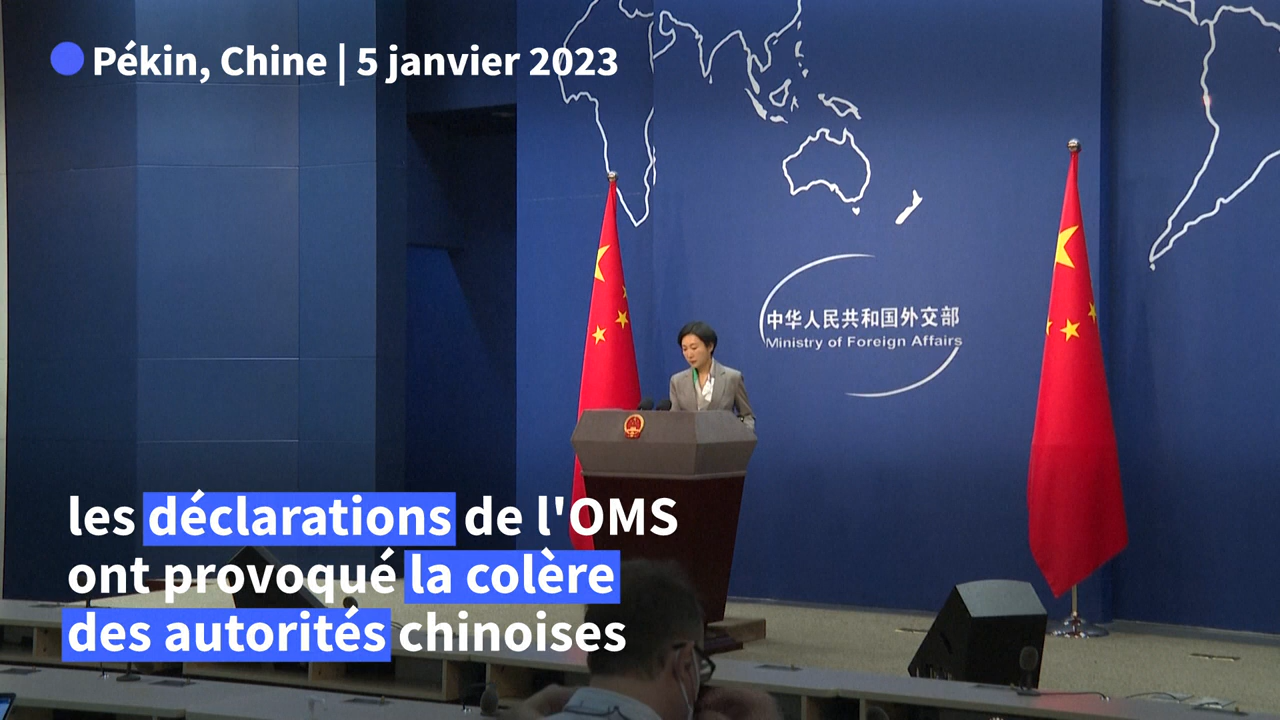 Pékin, Chine | 5 janvier 2023
中华人民共和国外交部
Ministry of Foreign Affairs
les déclarations de l'OMS
ont provoqué la colère
des autorités chinoises